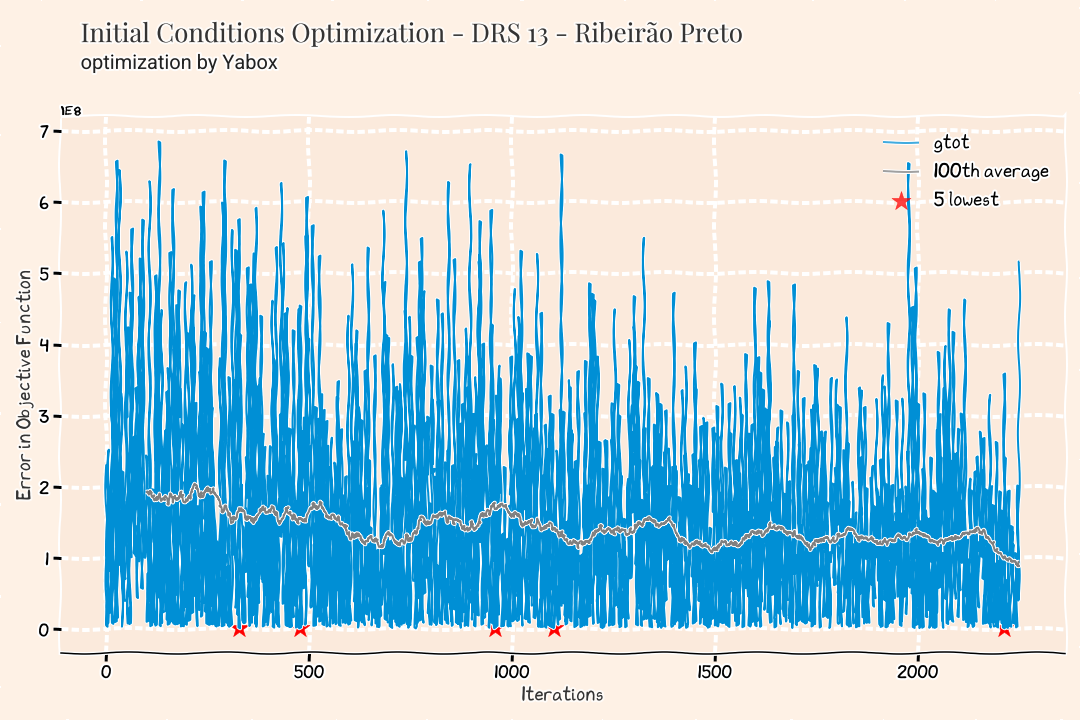 Initial Conditions Optimization - DRS 13 - Ribeirão Preto
optimization by Yabox
1E8
7
6
5
4
3
2
1
0
gtot
100th average
5 lowest
Error in Objective Function
0 500 1000 1500 2000
Iterations